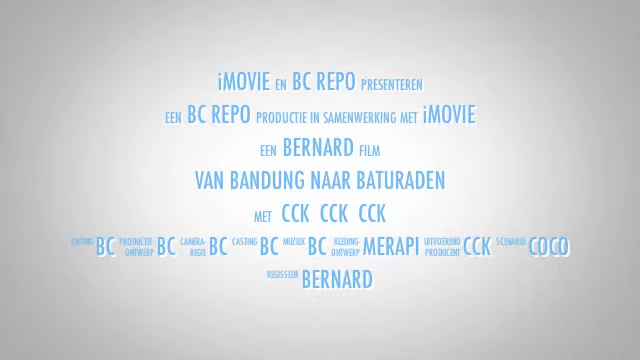 iMOVIE EN BC REPO PRESENTEREN
EEN BC REPO PRODUCTIE IN SAMENWERKING MET iMOVIE
EEN BERNARD FILM
VAN BANDUNG NAAR BATURADEN
MET CCK CCK CCK
EDITING BC PRODUCTIE-ONTWERP BC CAMERA-REGIE BC CASTING BC MUZIEK BC KLEDING-ONTWERP MERAPI UITVOEREND PRODUCENT CCK SCENARIO COCO
REGISSEUR BERNARD